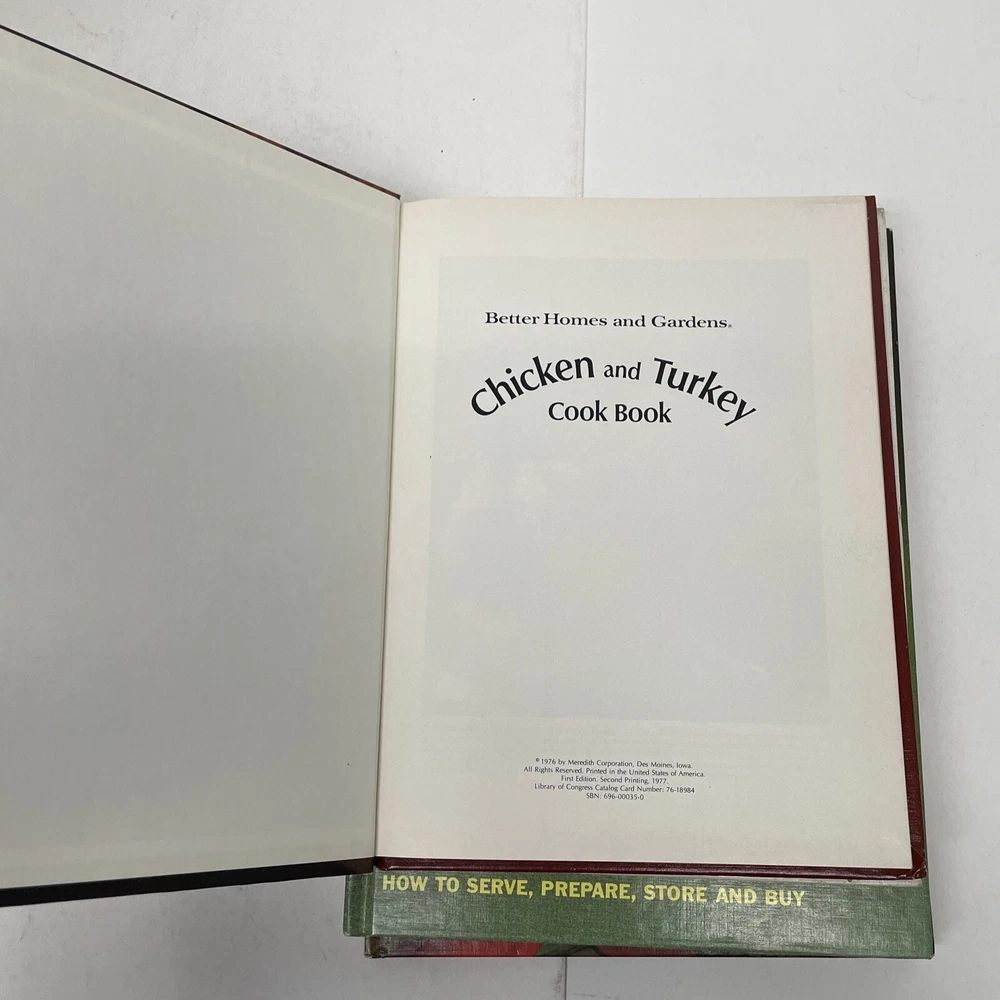 Better Homes and Gardens®
Chicken and Turkey
Cook Book
© 1976 by Meredith Corporation, Des Moines, Iowa.
All Rights Reserved. Printed in the United States of America.
First Edition. Second Printing, 1977.
Library of Congress Catalog Card Number: 76-18984
SBN: 696-00035-0
HOW TO SERVE, PREPARE, STORE AND BUY